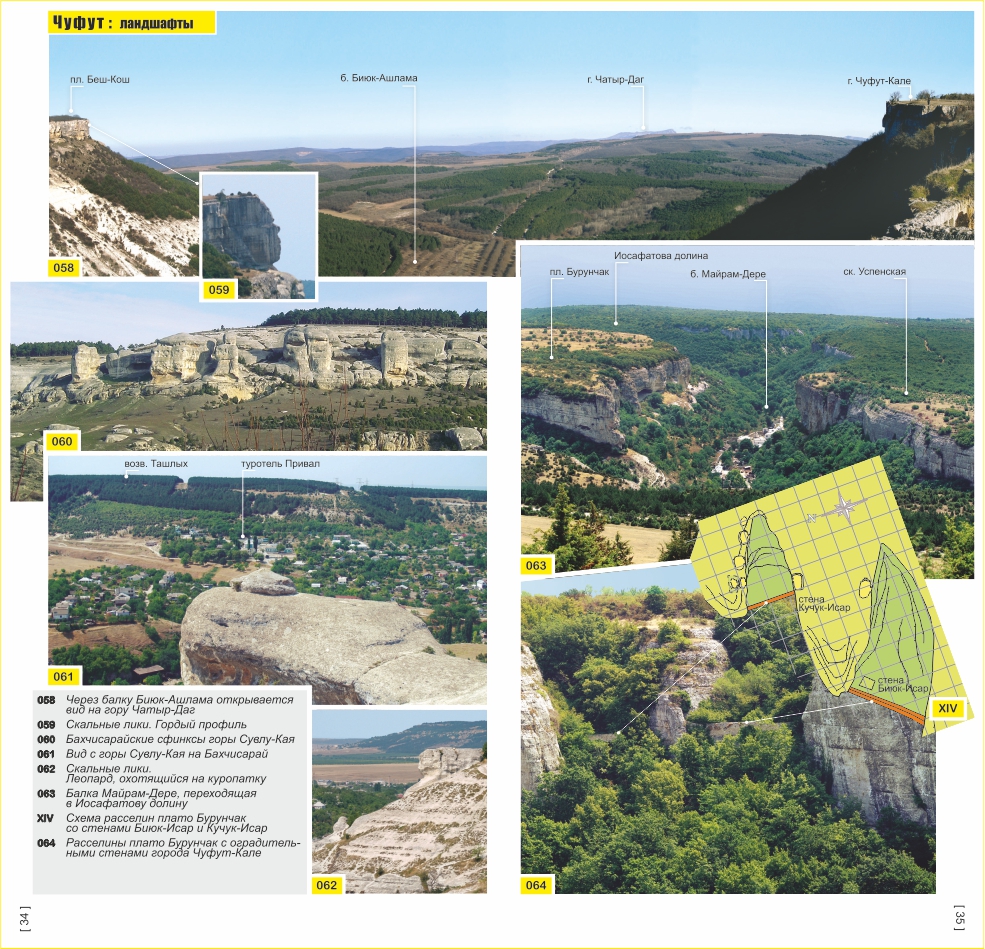 Чуфут : ландшафты
пл. Беш-Кош
б. Биюк-Ашлама
г. Чатыр-Даг
г. Чуфут-Кале
058
059
060
возв. Ташлых
туротель Привал
061
058 Через балку Биюк-Ашлама открывается
вид на гору Чатыр-Даг
059 Скальные лики. Гордый профиль
060 Бахчисарайские сфинксы горы Сувлу-Кая
061 Вид с горы Сувлу-Кая на Бахчисарай
062 Скальные лики.
Леопард, охотящийся на куропатку
063 Балка Майрам-Дере, переходящая
в Иосафатову долину
XIV Схема расселин плато Бурунчак
со стенами Биюк-Исар и Кучук-Исар
064 Расселины плато Бурунчак с оградитель-
ными стенами города Чуфут-Кале
062
Иосафатова долина
пл. Бурунчак
б. Майрам-Дере
ск. Успенская
063
N
стена
Кучук-Исар
стена
Биюк-Исар
XIV
064
[ 34 ]
[ 35 ]